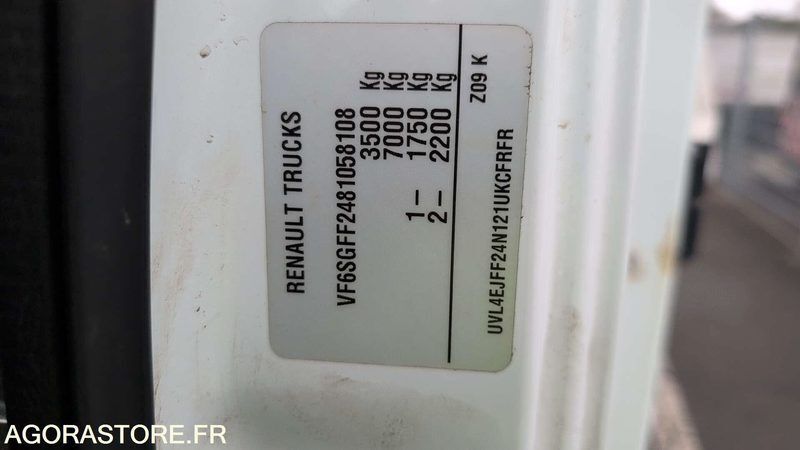 RENAULT TRUCKS
VF6SGFF2481058108
3500 Kg
7000 Kg
1– 1750 Kg
2– 2200 Kg
UVL4EJFF24N121UKCFRFR Z09 K
AGORASTORE.FR